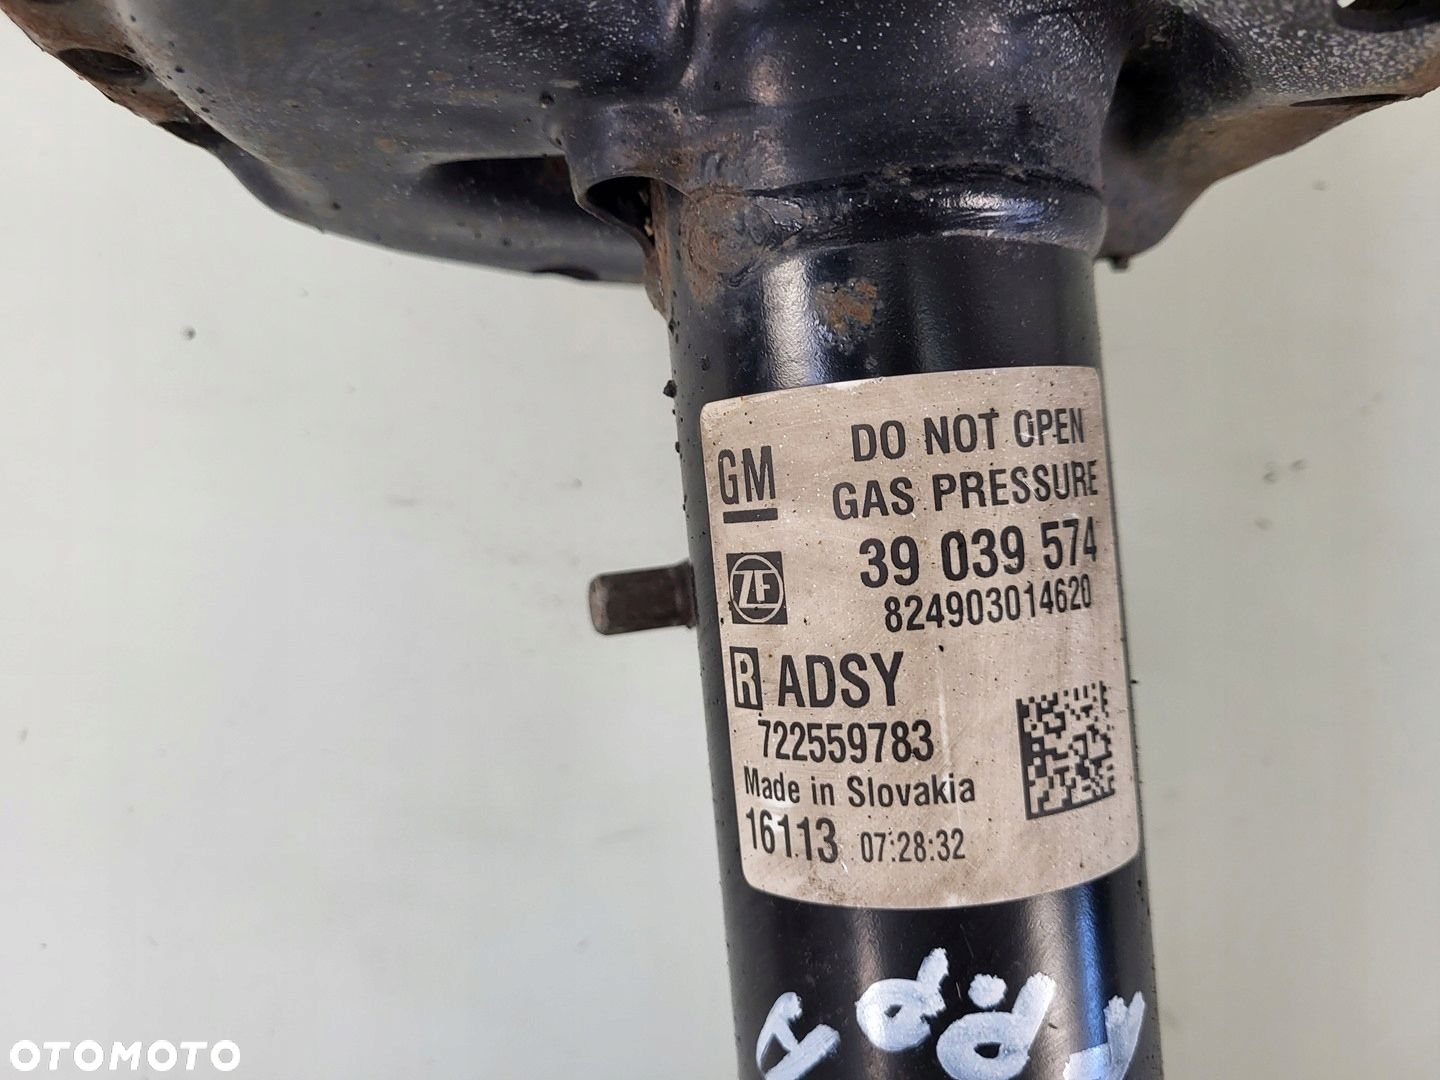 GM
DO NOT OPEN
GAS PRESSURE
39 039 574
824903014620
ZF
R ADSY
722559783
Made in Slovakia
16113 07:28:32
OTOMOTO